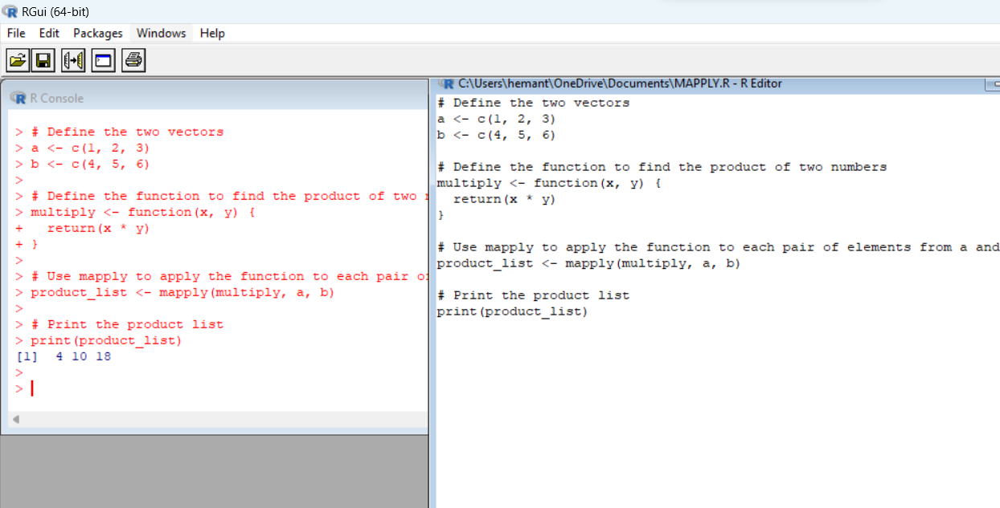 RGui (64-bit)
File Edit Packages Windows Help
R Console
> # Define the two vectors
> a <- c(1, 2, 3)
> b <- c(4, 5, 6)
>
> # Define the function to find the product of two
> multiply <- function(x, y) {
+   return(x * y)
+ }
>
> # Use mapply to apply the function to each pair
> product_list <- mapply(multiply, a, b)
>
> # Print the product list
> print(product_list)
[1]  4 10 18
>
>
C:\Users\hemant\OneDrive\Documents\MAPPLY.R - R Editor
# Define the two vectors
a <- c(1, 2, 3)
b <- c(4, 5, 6)
# Define the function to find the product of two numbers
multiply <- function(x, y) {
  return(x * y)
}
# Use mapply to apply the function to each pair of elements from a and
product_list <- mapply(multiply, a, b)
# Print the product list
print(product_list)